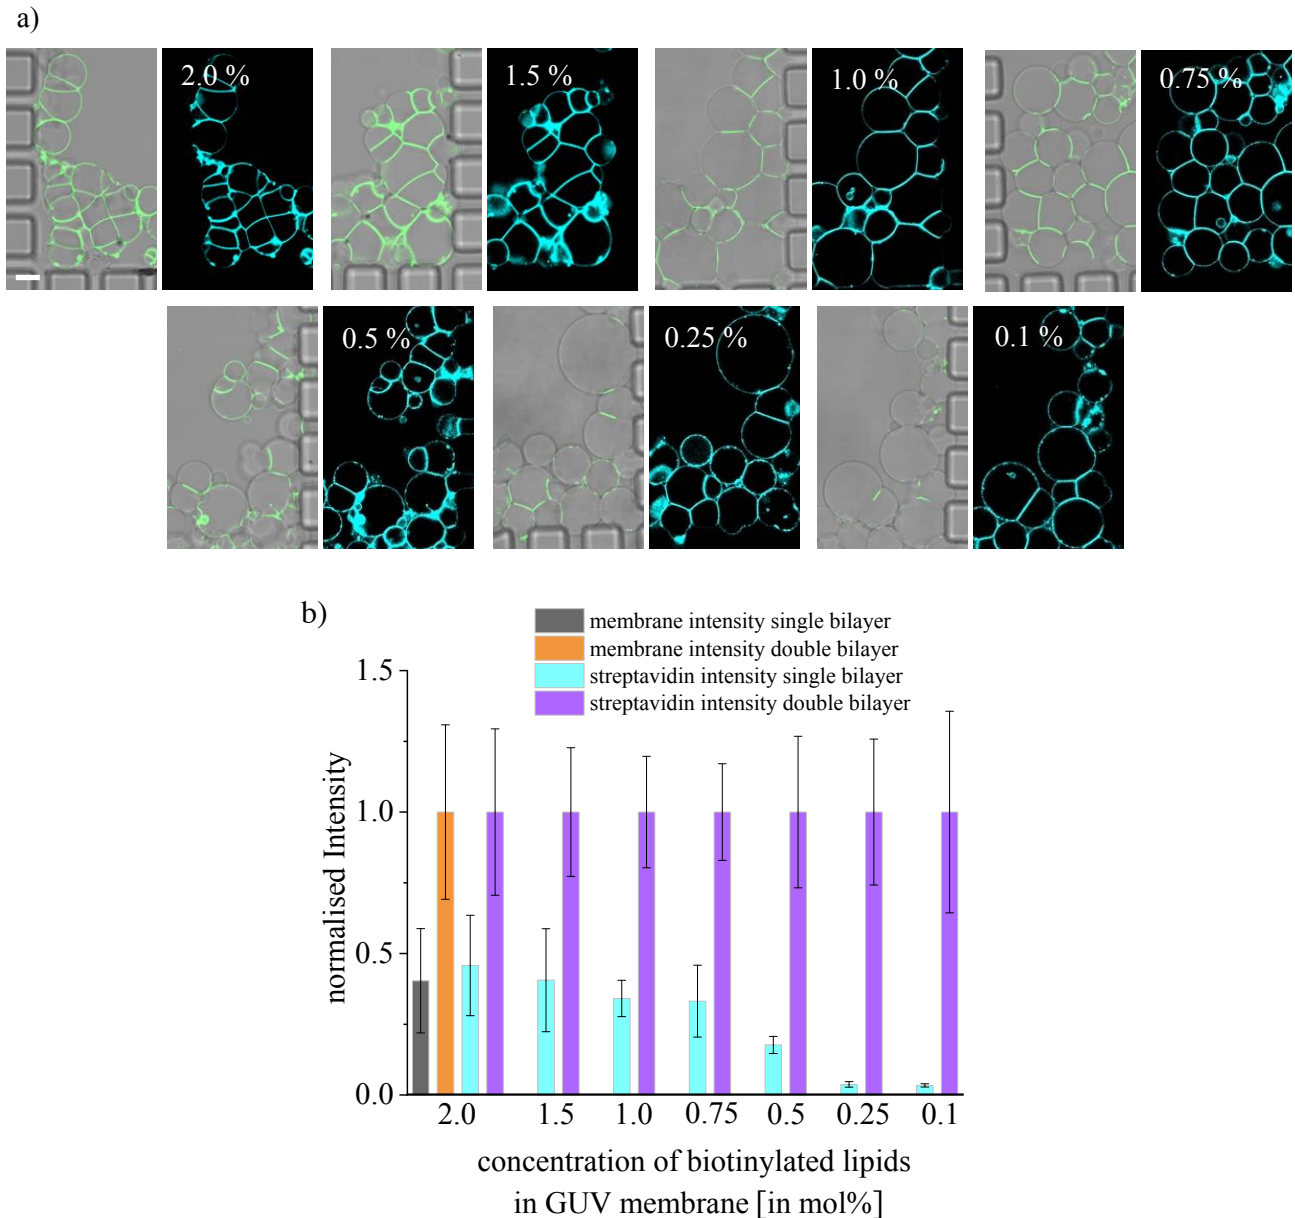 a)
2.0 %
1.5 %
1.0 %
0.75 %
0.5 %
0.25 %
0.1 %
b)
membrane intensity single bilayer
membrane intensity double bilayer
streptavidin intensity single bilayer
streptavidin intensity double bilayer
normalised Intensity
1.5
1.0
0.5
0.0
2.0 1.5 1.0 0.75 0.5 0.25 0.1
concentration of biotinylated lipids
in GUV membrane [in mol%]